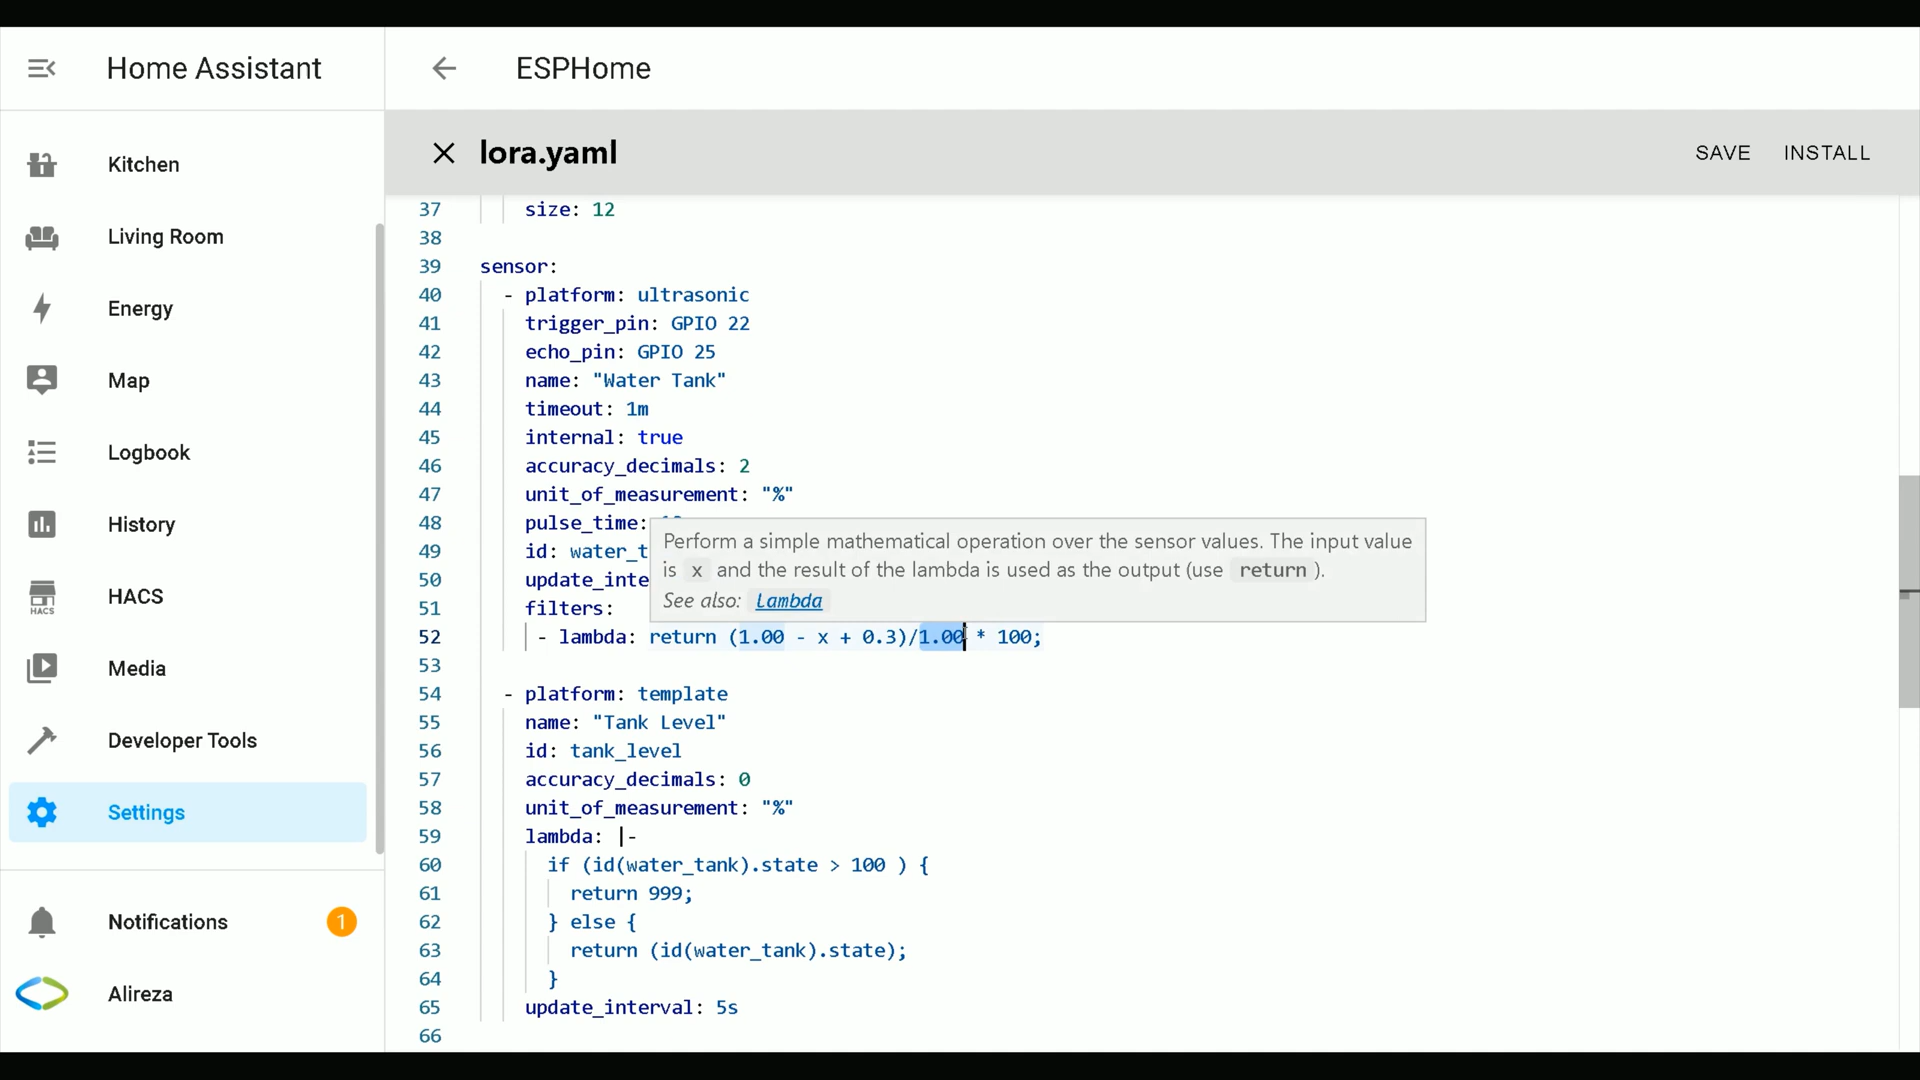 Home Assistant
ESPHome
lora.yaml
SAVE
INSTALL
Kitchen
Living Room
Energy
Map
Logbook
History
HACS
HACS
Media
Developer Tools
Settings
Notifications
1
Alireza
37 size: 12
38
39 sensor:
40 - platform: ultrasonic
41 trigger_pin: GPIO 22
42 echo_pin: GPIO 25
43 name: "Water Tank"
44 timeout: 1m
45 internal: true
46 accuracy_decimals: 2
47 unit_of_measurement: "%"
48 pulse_time:
49 id: water_t
50 update_inte
51 filters:
Perform a simple mathematical operation over the sensor values. The input value
is x and the result of the lambda is used as the output (use return ).
See also: Lambda
52 - lambda: return (1.00 - x + 0.3)/1.00 * 100;
53
54 - platform: template
55 name: "Tank Level"
56 id: tank_level
57 accuracy_decimals: 0
58 unit_of_measurement: "%"
59 lambda: |-
60 if (id(water_tank).state > 100 ) {
61 return 999;
62 } else {
63 return (id(water_tank).state);
64 }
65 update_interval: 5s
66